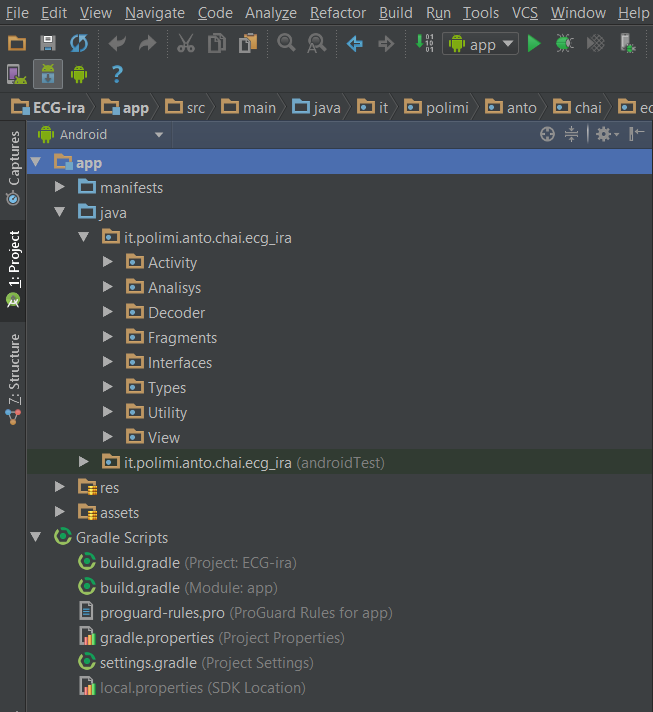 File Edit View Navigate Code Analyze Refactor Build Run Tools VCS Window Help
app
?
ECG-ira app src main java it polimi anto chai ec
Captures
1: Project
7: Structure
Android
app
manifests
java
it.polimi.anto.chai.ecg_ira
Activity
Analisys
Decoder
Fragments
Interfaces
Types
Utility
View
it.polimi.anto.chai.ecg_ira (androidTest)
res
assets
Gradle Scripts
build.gradle (Project: ECG-ira)
build.gradle (Module: app)
proguard-rules.pro (ProGuard Rules for app)
gradle.properties (Project Properties)
settings.gradle (Project Settings)
local.properties (SDK Location)